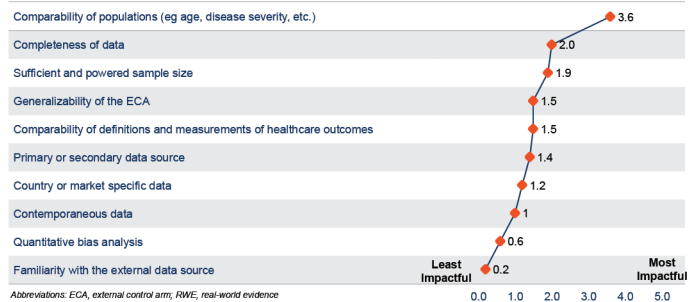 Comparability of populations (eg age, disease severity, etc.) 3.6
Completeness of data 2.0
Sufficient and powered sample size 1.9
Generalizability of the ECA 1.5
Comparability of definitions and measurements of healthcare outcomes 1.5
Primary or secondary data source 1.4
Country or market specific data 1.2
Contemporaneous data 1
Quantitative bias analysis 0.6
Familiarity with the external data source 0.2
Least
Impactful
Most
Impactful
0.0 1.0 2.0 3.0 4.0 5.0
Abbreviations: ECA, external control arm; RWE, real-world evidence